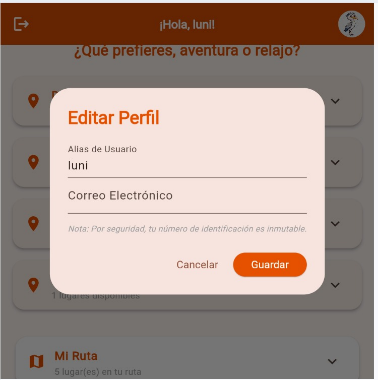 ¡Hola, luni!
¿Qué prefieres, aventura o relajo?
Editar Perfil
Alias de Usuario
luni
Correo Electrónico
Nota: Por seguridad, tu número de identificación es inmutable.
Cancelar
Guardar
1 lugares disponibles
Mi Ruta
5 lugar(es) en tu ruta